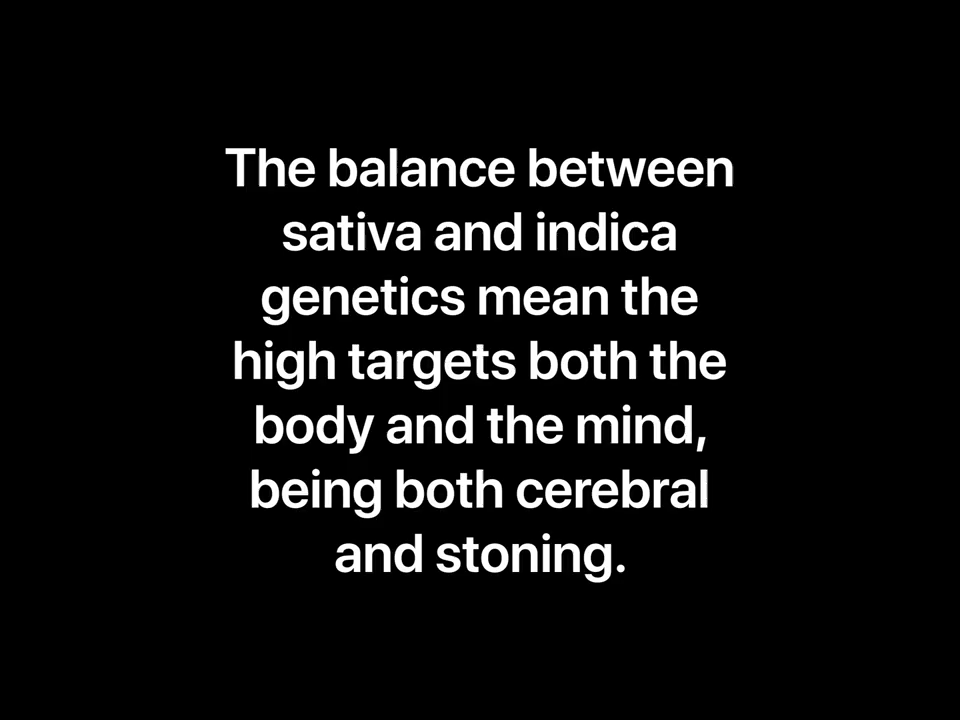 The balance between
sativa and indica
genetics mean the
high targets both the
body and the mind,
being both cerebral
and stoning.